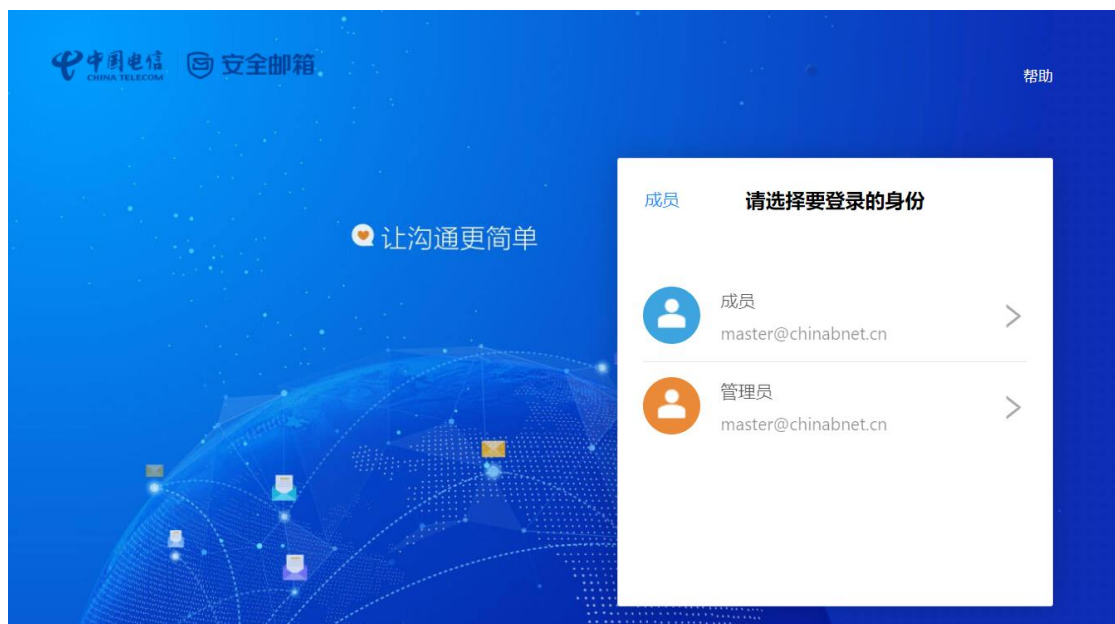 中国电信
CHINA TELECOM
安全邮箱
帮助
让沟通更简单
成员
请选择要登录的身份
成员
master@chinabnet.cn
管理员
master@chinabnet.cn